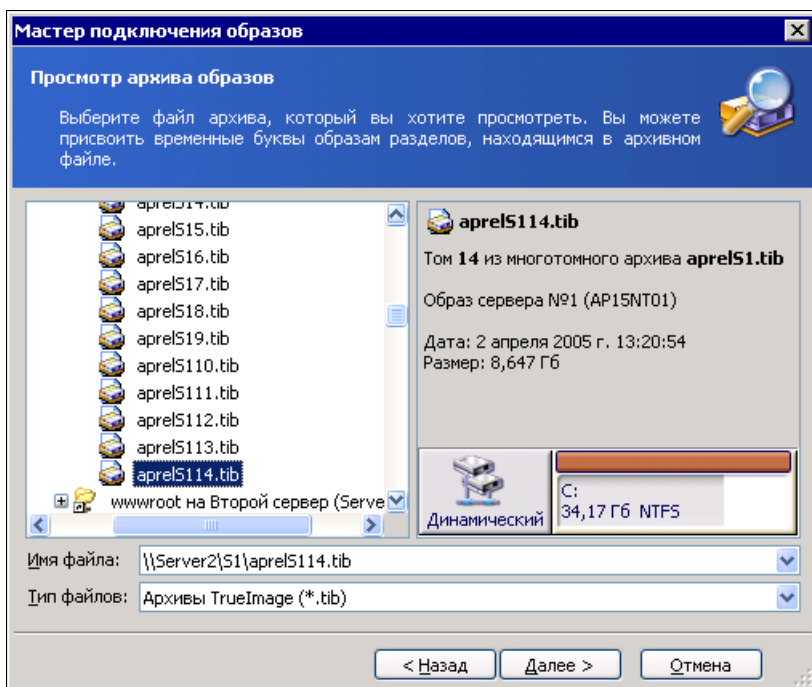 Мастер подключения образов
Просмотр архива образов
Выберите файл архива, который вы хотите просмотреть. Вы можете
присвоить временные буквы образам разделов, находящимся в архивном
файле.
aprelS14.tib
aprelS15.tib
aprelS16.tib
aprelS17.tib
aprelS18.tib
aprelS19.tib
aprelS110.tib
aprelS111.tib
aprelS112.tib
aprelS113.tib
aprelS114.tib
wwwroot на Второй сервер (Serve
aprelS114.tib
Том 14 из многотомного архива aprelS1.tib
Образ сервера №1 (AP15NT01)
Дата: 2 апреля 2005 г. 13:20:54
Размер: 8,647 Гб
Динамический
C:
34,17 Гб NTFS
Имя файла:
\\Server2\S1\aprelS114.tib
Тип файлов:
Архивы TrueImage (*.tib)
< Назад
Далее >
Отмена